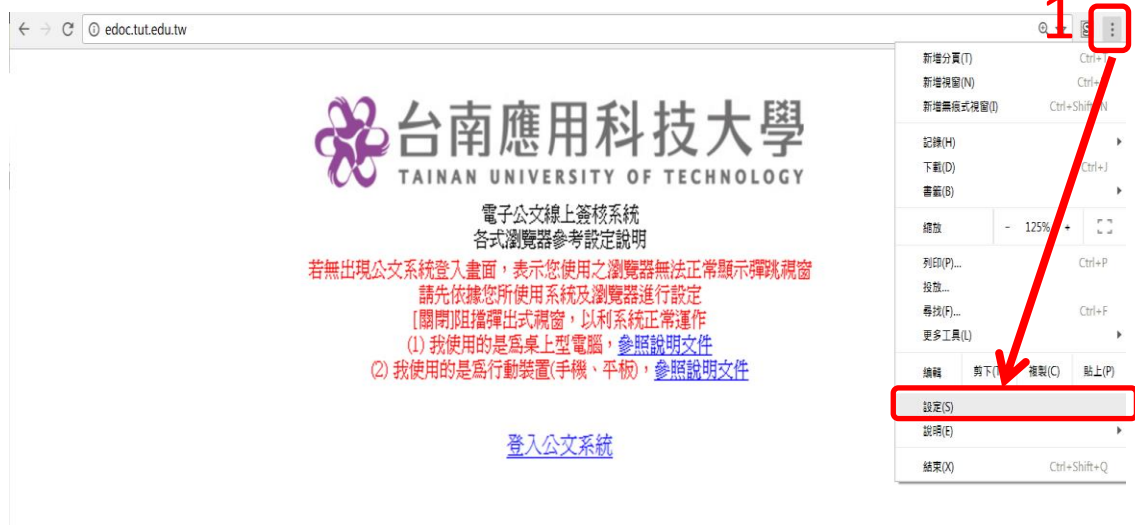 1
edoc.tut.edu.tw
新增分頁(T) Ctrl+T
新增視窗(N) Ctrl+
新增無痕式視窗(I) Ctrl+Shift+N
記錄(H)
下載(D) Ctrl+J
書籤(B)
縮放 - 125% +
列印(P)... Ctrl+P
投放...
尋找(F)... Ctrl+F
更多工具(L)
編輯 剪下(T) 複製(C) 貼上(P)
設定(S)
說明(E)
結束(X) Ctrl+Shift+Q
台南應用科技大學
TAINAN UNIVERSITY OF TECHNOLOGY
電子公文線上簽核系統
各式瀏覽器參考設定說明
若無出現公文系統登入畫面，表示您使用之瀏覽器無法正常顯示彈跳視窗
請先依據您所使用系統及瀏覽器進行設定
[關閉]阻擋彈出式視窗，以利系統正常運作
(1) 我使用的是為桌上型電腦，參照說明文件
(2) 我使用的是為行動裝置(手機、平板)，參照說明文件
登入公文系統